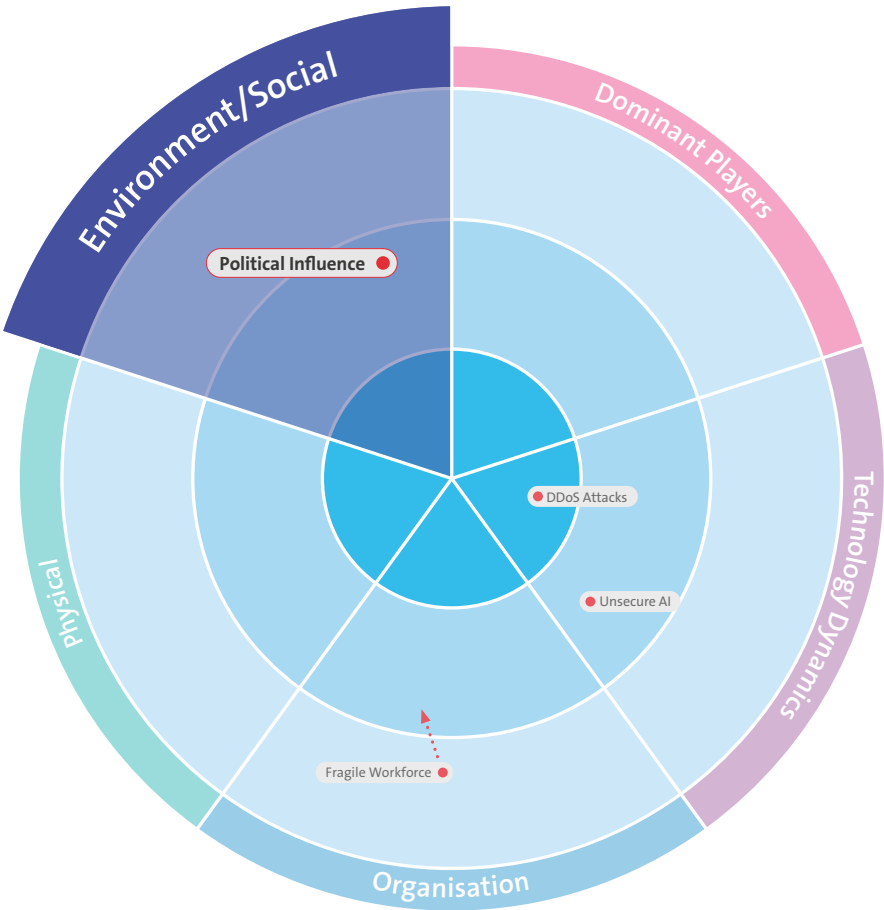 Environment/Social
Dominant Players
Political Influence
DDoS Attacks
Technology Dynamics
Unsecure AI
Physical
Fragile Workforce
Organisation